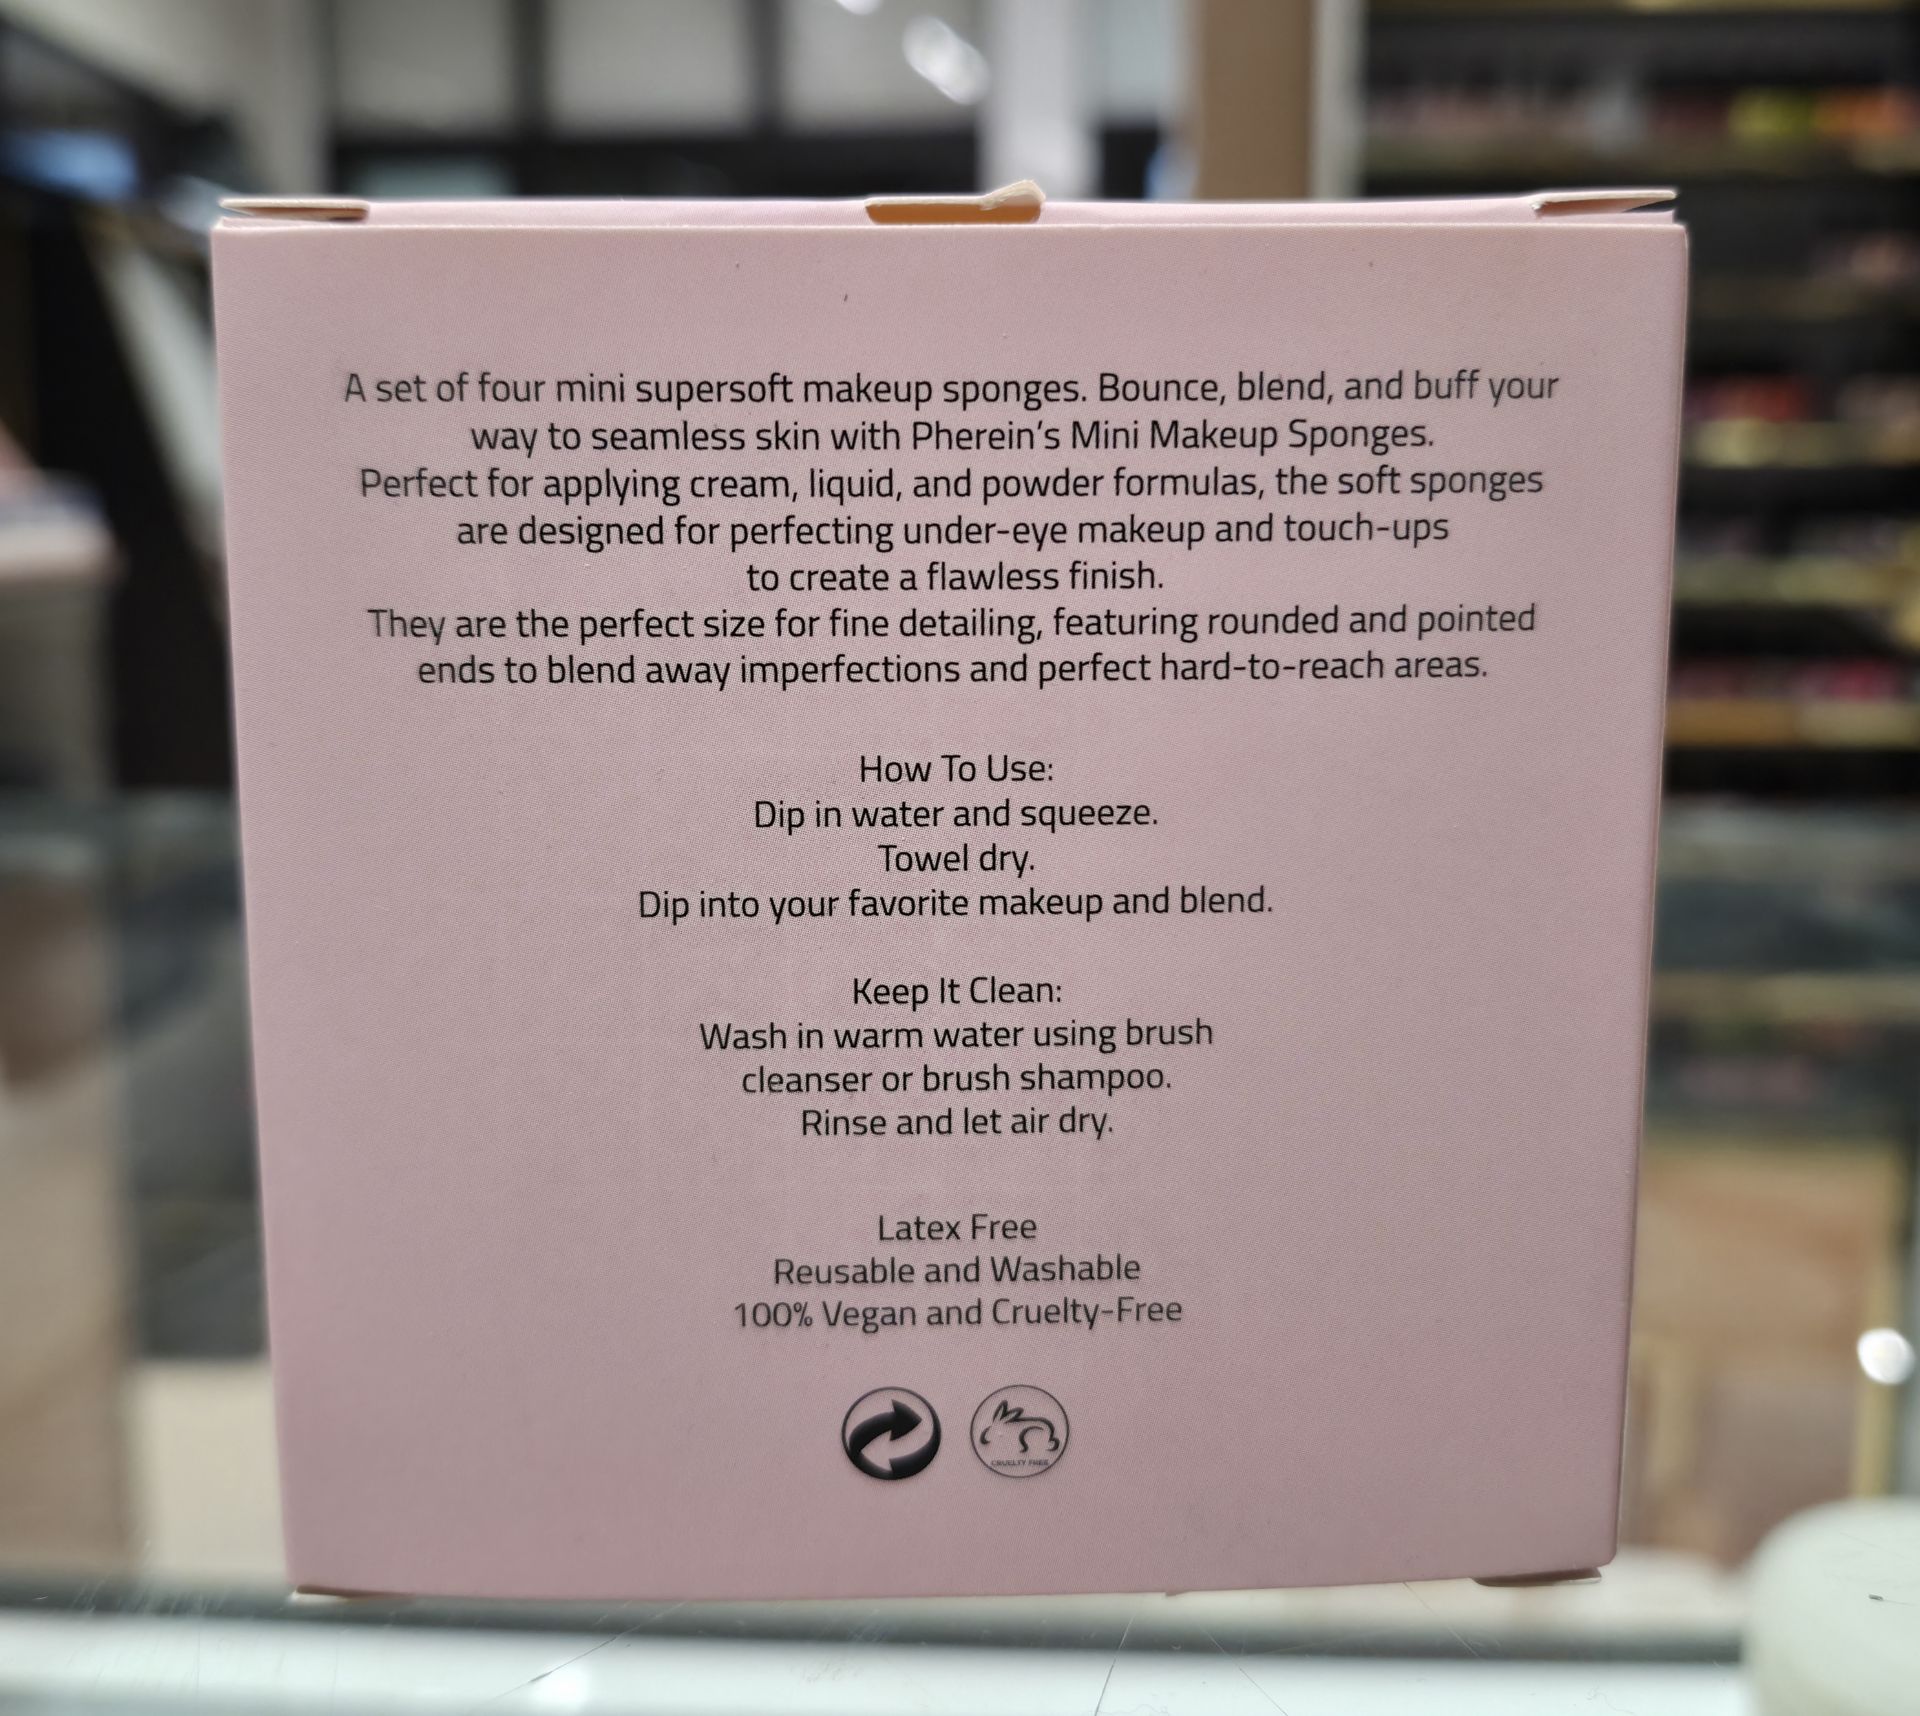 A set of four mini supersoft makeup sponges. Bounce, blend, and buff your
way to seamless skin with Pherein's Mini Makeup Sponges.
Perfect for applying cream, liquid, and powder formulas, the soft sponges
are designed for perfecting under-eye makeup and touch-ups
to create a flawless finish.
They are the perfect size for fine detailing, featuring rounded and pointed
ends to blend away imperfections and perfect hard-to-reach areas.
How To Use:
Dip in water and squeeze.
Towel dry.
Dip into your favorite makeup and blend.
Keep It Clean:
Wash in warm water using brush
cleanser or brush shampoo.
Rinse and let air dry.
Latex Free
Reusable and Washable
100% Vegan and Cruelty-Free
CRUELTY FREE